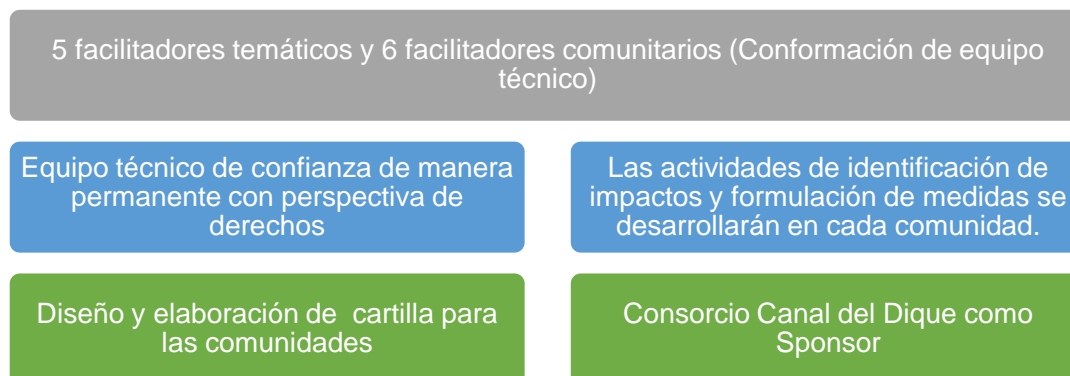 5 facilitadores temáticos y 6 facilitadores comunitarios (Conformación de equipo
técnico)
Equipo técnico de confianza de manera
permanente con perspectiva de
derechos
Las actividades de identificación de
impactos y formulación de medidas se
desarrollarán en cada comunidad.
Diseño y elaboración de cartilla para
las comunidades
Consorcio Canal del Dique como
Sponsor